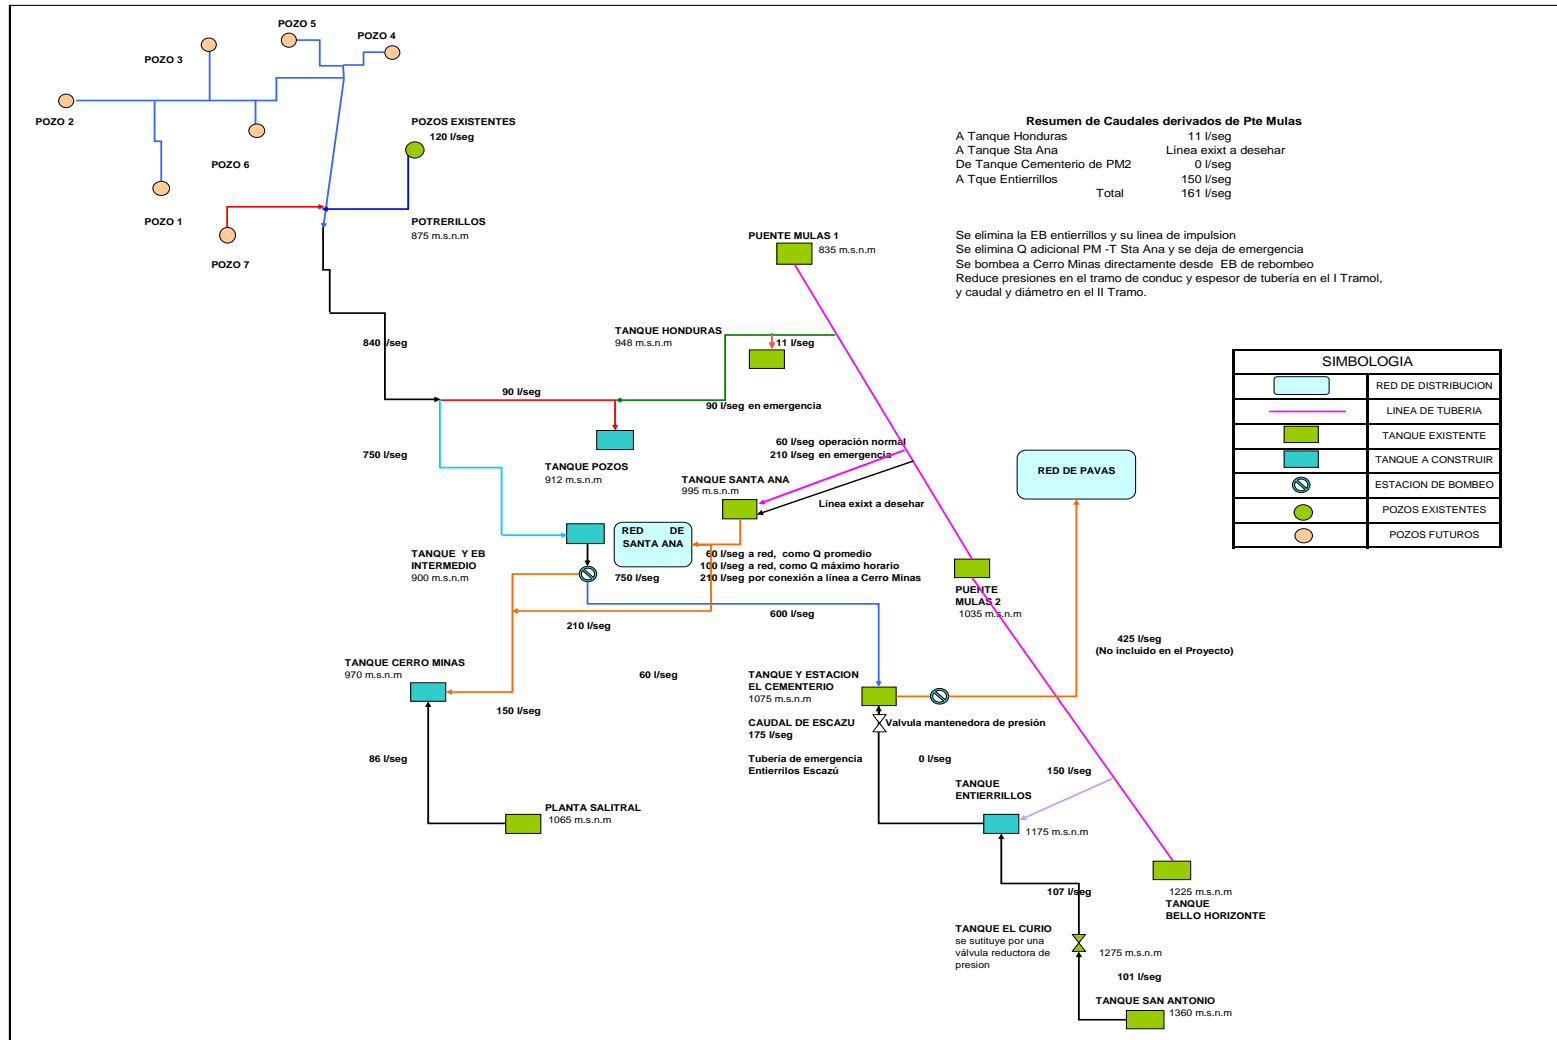 POZO 5
POZO 4
POZO 3
POZO 2
POZO 6
POZO 1
POZO 7
POZOS EXISTENTES
120 l/seg
POTRERILLOS
875 m.s.n.m
Resumen de Caudales derivados de Pte Mulas
A Tanque Honduras 11 l/seg
A Tanque Sta Ana Línea exixt a desehar
De Tanque Cementerio de PM2 0 l/seg
A Tque Entierrillos 150 l/seg
Total 161 l/seg
Se elimina la EB entierrillos y su linea de impulsion
Se elimina Q adicional PM -T Sta Ana y se deja de emergencia
Se bombea a Cerro Minas directamente desde EB de rebombeo
Reduce presiones en el tramo de conduc y espesor de tubería en el I Tramol,
y caudal y diámetro en el II Tramo.
PUENTE MULAS 1
835 m.s.n.m
TANQUE HONDURAS
948 m.s.n.m
11 l/seg
840 l/seg
90 l/seg
90 l/seg en emergencia
750 l/seg
TANQUE POZOS
912 m.s.n.m
60 l/seg operación normal
210 l/seg en emergencia
TANQUE SANTA ANA
995 m.s.n.m
Línea exixt a desehar
RED DE PAVAS
SIMBOLOGIA
RED DE DISTRIBUCION
LINEA DE TUBERIA
TANQUE EXISTENTE
TANQUE A CONSTRUIR
ESTACION DE BOMBEO
POZOS EXISTENTES
POZOS FUTUROS
RED DE
SANTA ANA
TANQUE Y EB
INTERMEDIO
900 m.s.n.m
60 l/seg a red, como Q promedio
100 l/seg a red, como Q máximo horario
210 l/seg por conexión a línea a Cerro Minas
750 l/seg
PUENTE
MULAS 2
1035 m.s.n.m
210 l/seg
600 l/seg
425 l/seg
(No incluido en el Proyecto)
TANQUE CERRO MINAS
970 m.s.n.m
60 l/seg
150 l/seg
TANQUE Y ESTACION
EL CEMENTERIO
1075 m.s.n.m
CAUDAL DE ESCAZU
175 l/seg
Valvula mantenedora de presión
86 l/seg
Tubería de emergencia
Entierrilos Escazú
0 l/seg
150 l/seg
TANQUE
ENTIERRILLOS
1175 m.s.n.m
PLANTA SALITRAL
1065 m.s.n.m
107 l/seg
1225 m.s.n.m
TANQUE
BELLO HORIZONTE
TANQUE EL CURIO
se sutituye por una
válvula reductora de
presion
1275 m.s.n.m
101 l/seg
TANQUE SAN ANTONIO
1360 m.s.n.m